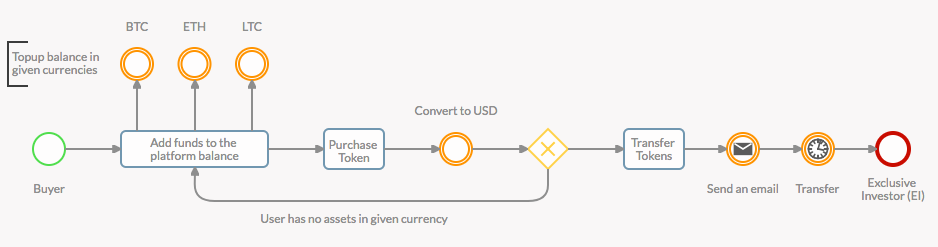 BTC
ETH
LTC
Topup balance in
given currencies
Convert to USD
Add funds to the
platform balance
Purchase
Token
Transfer
Tokens
Buyer
Send an email
Transfer
Exclusive
Investor (EI)
User has no assets in given currency